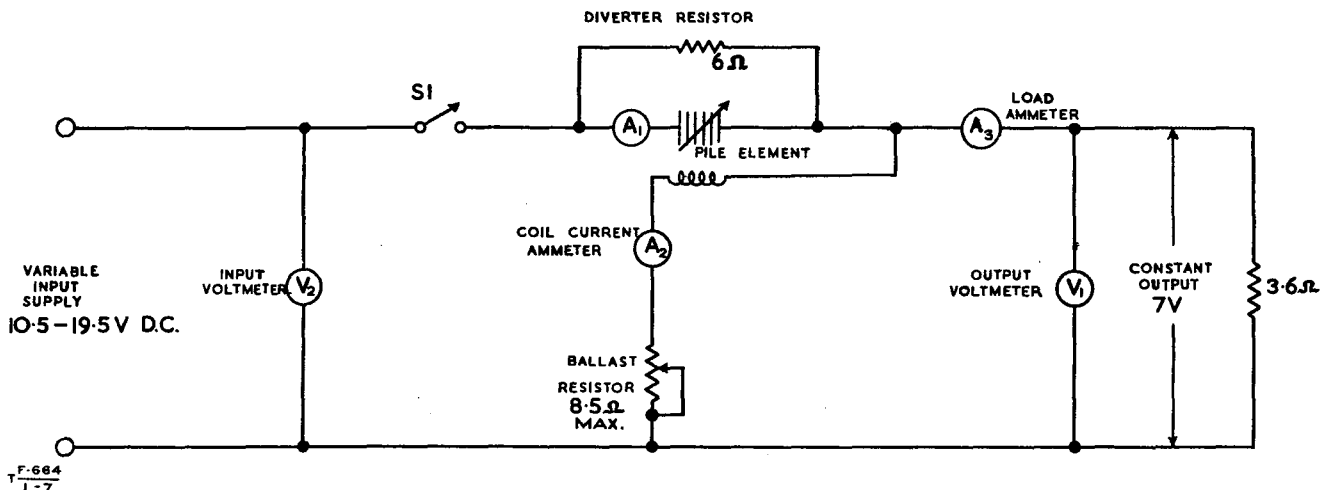 DIVERTER RESISTOR
6Ω
S1
A₁
PILE ELEMENT
A₃
LOAD
AMMETER
COIL CURRENT
AMMETER
A₂
VARIABLE
INPUT
SUPPLY
10·5–19·5V D.C.
INPUT
VOLTMETER
V₂
OUTPUT
VOLTMETER
V₁
CONSTANT
OUTPUT
7V
3·6Ω
BALLAST
RESISTOR
8·5Ω
MAX.
T F·664
1-7